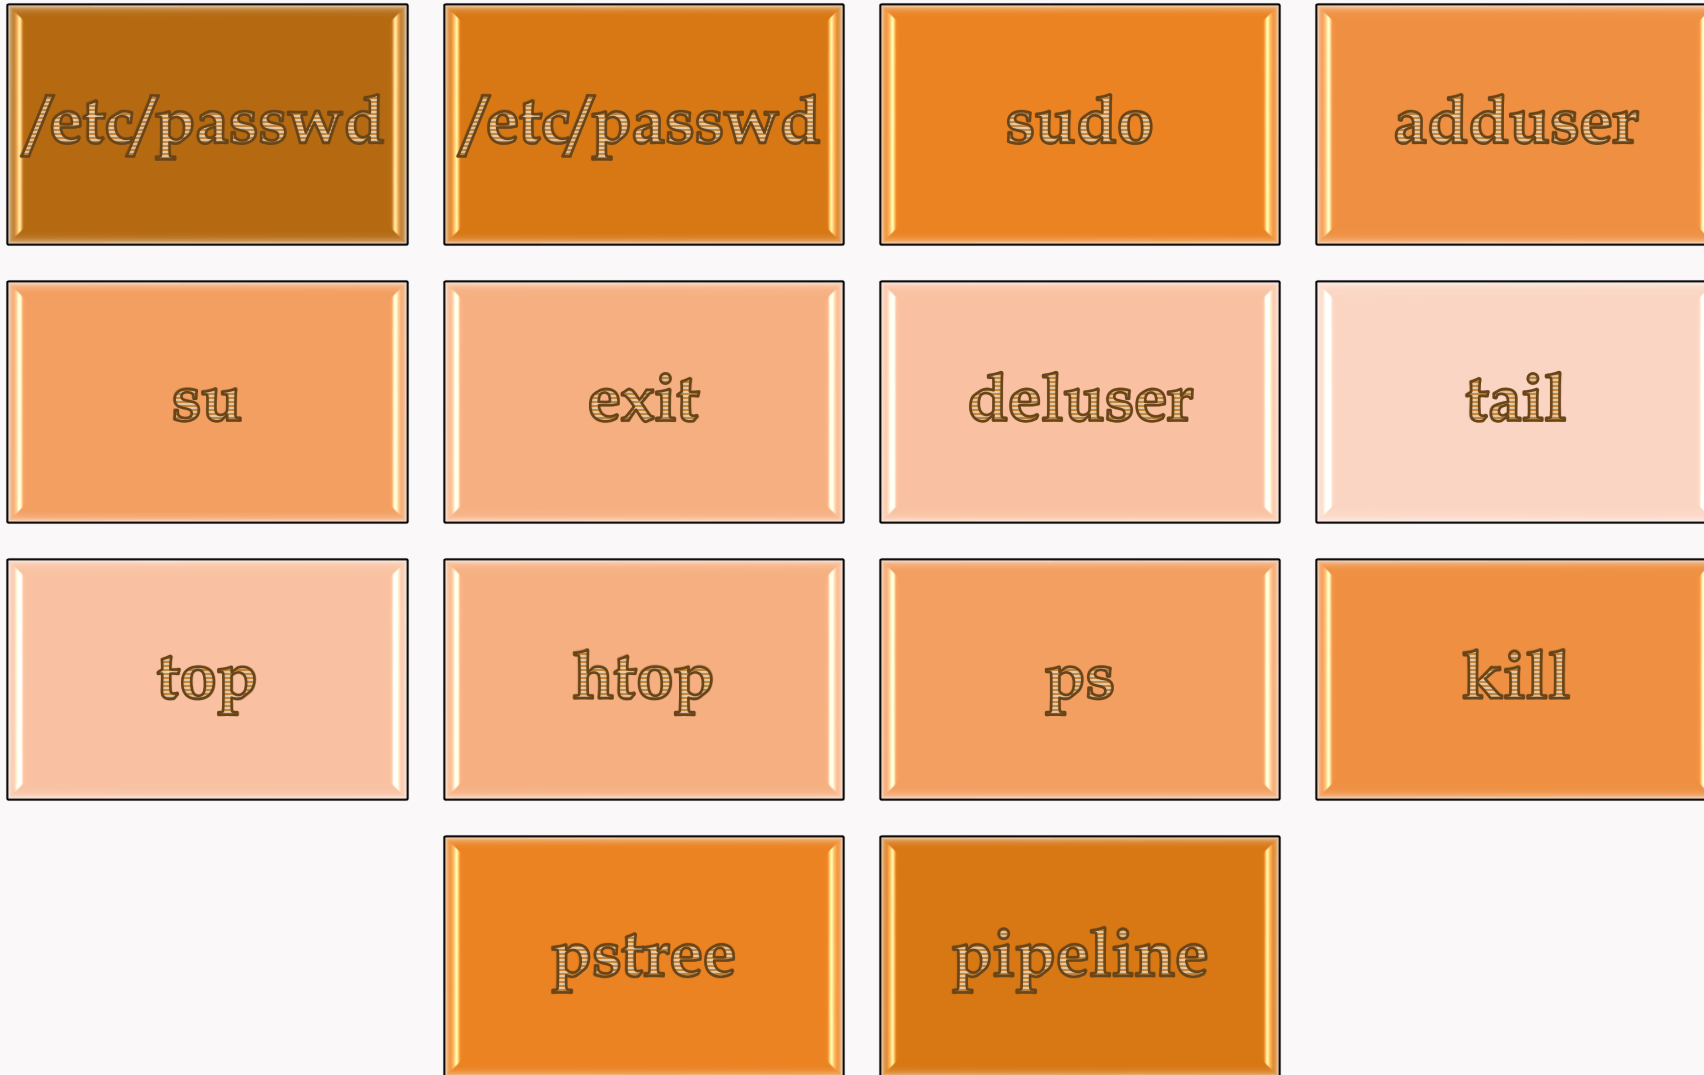 /etc/passwd
/etc/passwd
sudo
adduser
su
exit
deluser
tail
top
htop
ps
kill
pstree
pipeline